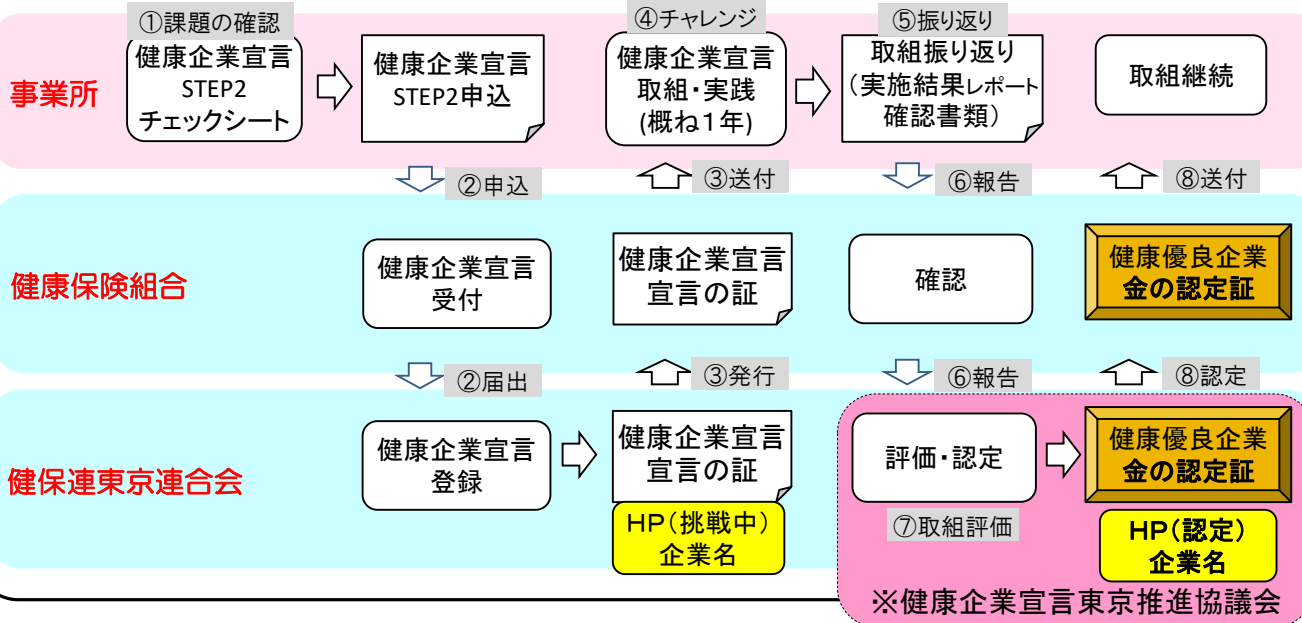 ①課題の確認
④チャレンジ
⑤振り返り
事業所
健康企業宣言
STEP2
チェックシート
健康企業宣言
STEP2申込
健康企業宣言
取組・実践
(概ね１年)
取組振り返り
(実施結果レポート
確認書類)
取組継続
②申込
③送付
⑥報告
⑧送付
健康保険組合
健康企業宣言
受付
健康企業宣言
宣言の証
確認
健康優良企業
金の認定証
②届出
③発行
⑥報告
⑧認定
健保連東京連合会
健康企業宣言
登録
健康企業宣言
宣言の証
ＨＰ(挑戦中)
企業名
評価・認定
⑦取組評価
健康優良企業
金の認定証
HP(認定)
企業名
※健康企業宣言東京推進協議会